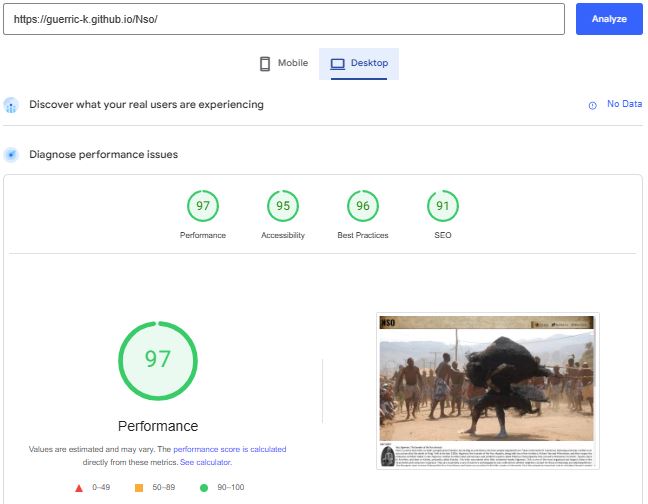 https://guerric-k.github.io/Nso/
Analyze
Mobile
Desktop
Discover what your real users are experiencing
No Data
Diagnose performance issues
97
95
96
91
Performance
Accessibility
Best Practices
SEO
97
Performance
Values are estimated and may vary. The performance score is calculated
directly from these metrics. See calculator.
0–49
50–89
90–100
NSO